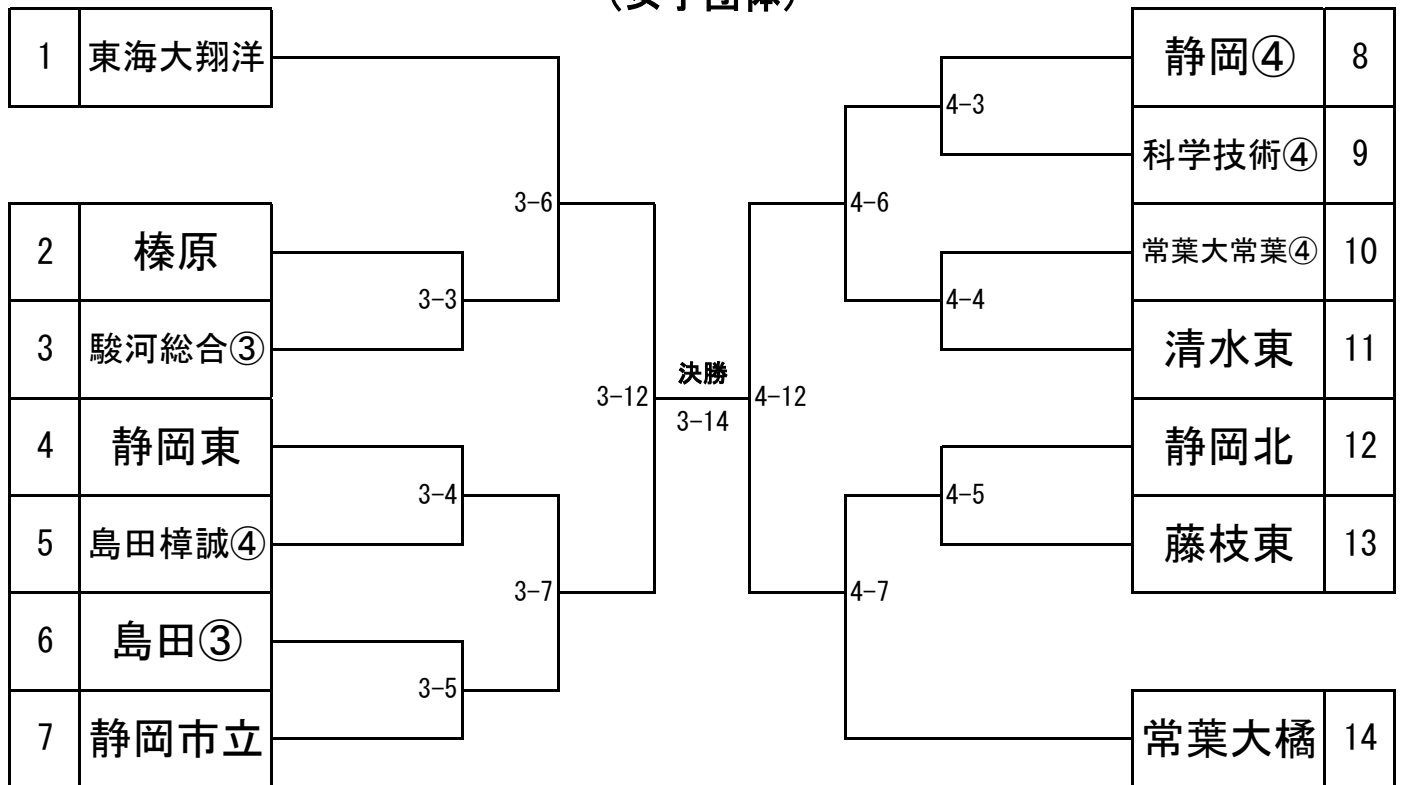 (女子団体)
1 東海大翔洋
2 榛原
3 駿河総合③
4 静岡東
5 島田樟誠④
6 島田③
7 静岡市立
3-6
3-3
3-4
3-7
3-5
3-12
決勝
3-14
4-12
4-3
4-6
4-4
4-5
4-7
静岡④ 8
科学技術④ 9
常葉大常葉④ 10
清水東 11
静岡北 12
藤枝東 13
常葉大橘 14